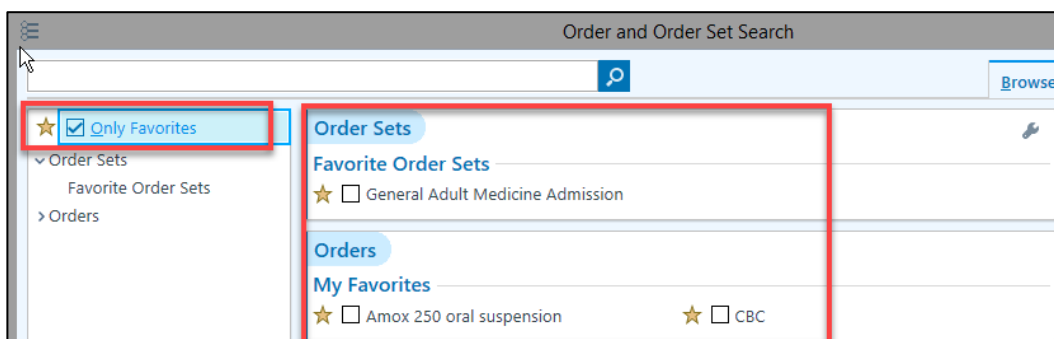 Order and Order Set Search
Browse
Only Favorites
Order Sets
Favorite Order Sets
Orders
Order Sets
Favorite Order Sets
General Adult Medicine Admission
Orders
My Favorites
Amox 250 oral suspension CBC